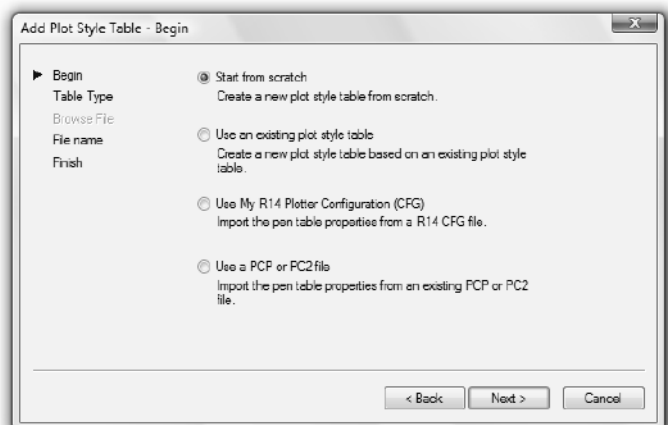 Add Plot Style Table - Begin
Begin
Table Type
Browse File
File name
Finish
Start from scratch
Create a new plot style table from scratch.
Use an existing plot style table
Create a new plot style table based on an existing plot style
table.
Use My R14 Plotter Configuration (CFG)
Import the pen table properties from a R14 CFG file.
Use a PCP or PC2 file
Import the pen table properties from an existing PCP or PC2
file.
< Back
Next >
Cancel